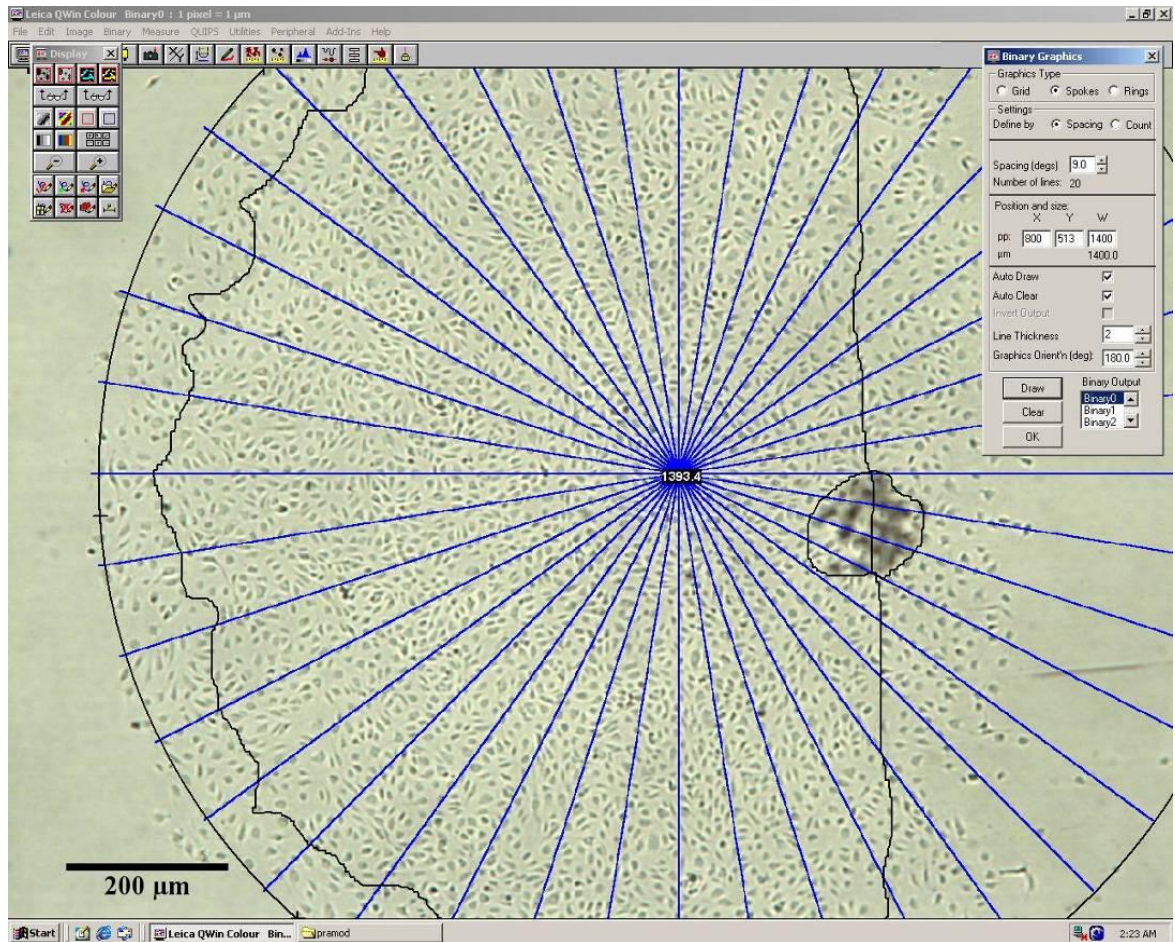 Leica QWin Colour Binary0 : 1 pixel = 1 µm
File Edit Image Binary Measure QUIPS Utilities Peripheral Add-Ins Help
Display
Binary Graphics
Graphics Type
Grid Spokes Rings
Settings
Define by Spacing Count
Spacing (degs) 9.0
Number of lines: 20
Position and size:
X Y W
pp: 800 513 1400
µm 1400.0
Auto Draw
Auto Clear
Invert Output
Line Thickness 2
Graphics Orient'n (deg): 180.0
Draw
Binary Output
Binary0
Clear
Binary1
Binary2
OK
1393.4
200 µm
Start Leica QWin Colour Bin... pramod 2:23 AM